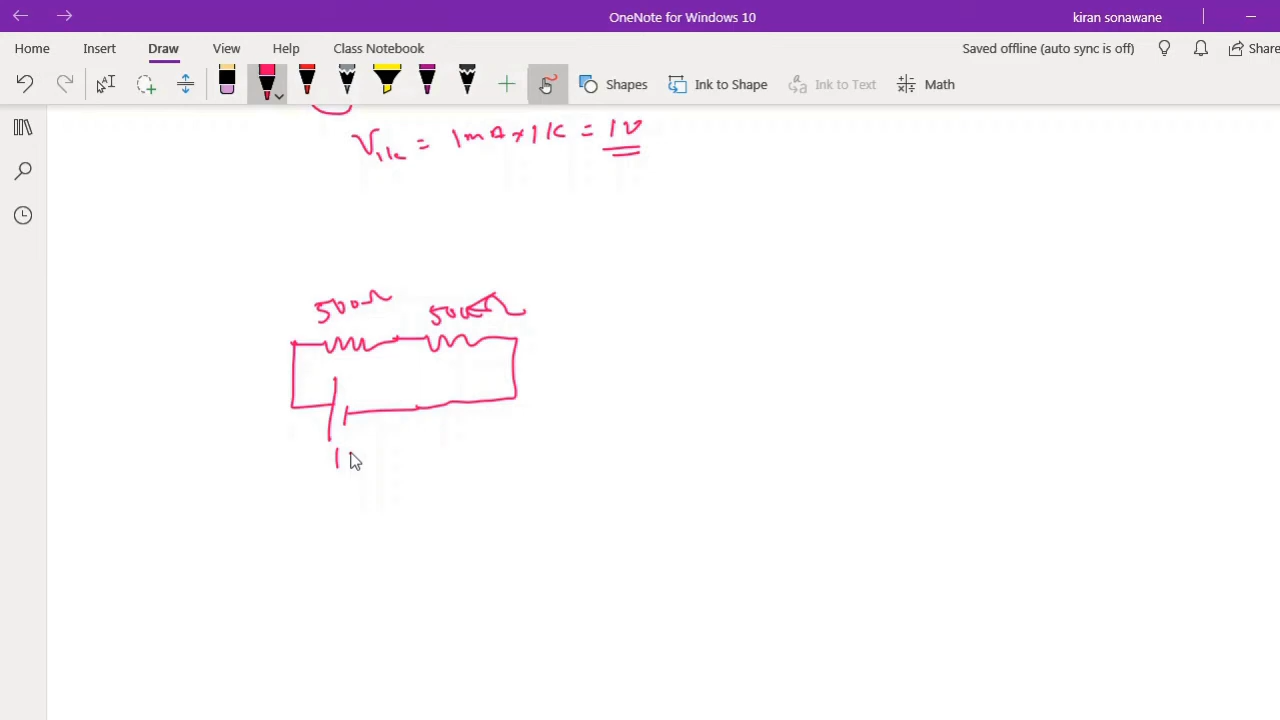 OneNote for Windows 10
kiran sonawane
Home Insert Draw View Help Class Notebook
Saved offline (auto sync is off)
Share
Shapes
Ink to Shape
Ink to Text
Math
V1k = 1mA × 1K = 1V
500Ω 500Ω
1